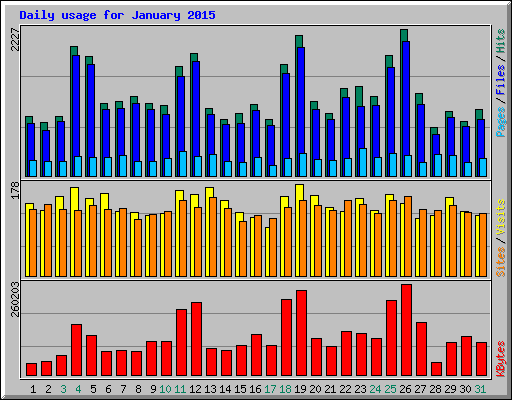 Daily usage for January 2015
2227
Pages / Files / Hits
178
Sites / Visits
260203
KBytes
1 2 3 4 5 6 7 8 9 10 11 12 13 14 15 16 17 18 19 20 21 22 23 24 25 26 27 28 29 30 31